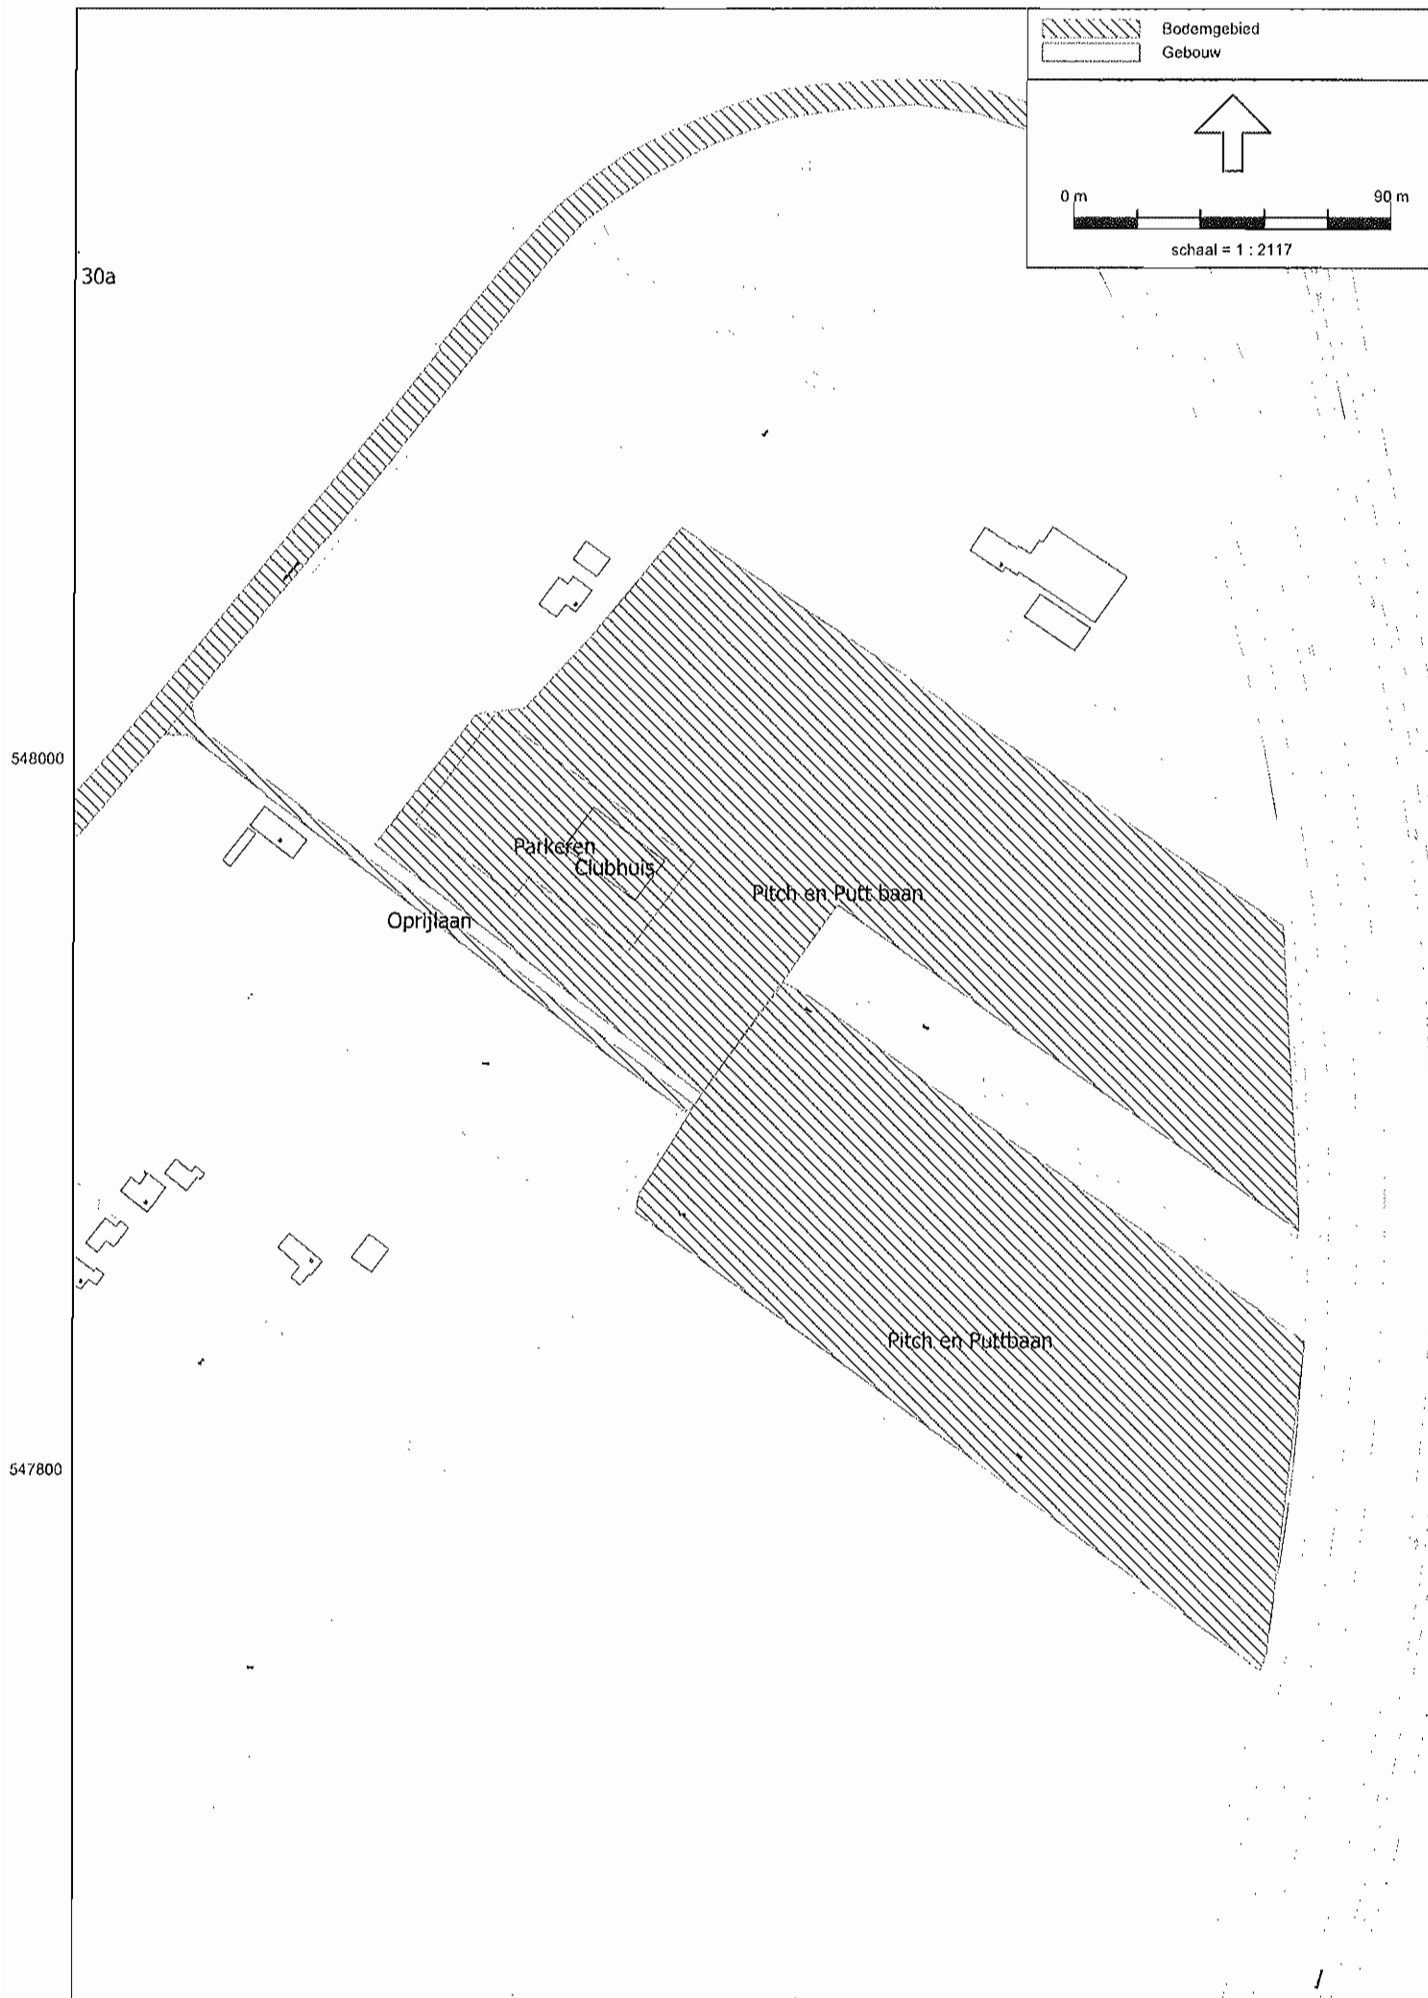 Bodemgebied
Gebouw
0 m 90 m
schaal = 1 : 2117
30a
548000
Parkeren
Clubhuis
Pitch en Putt baan
Oprijlaan
Pitch en Puttbaan
547800